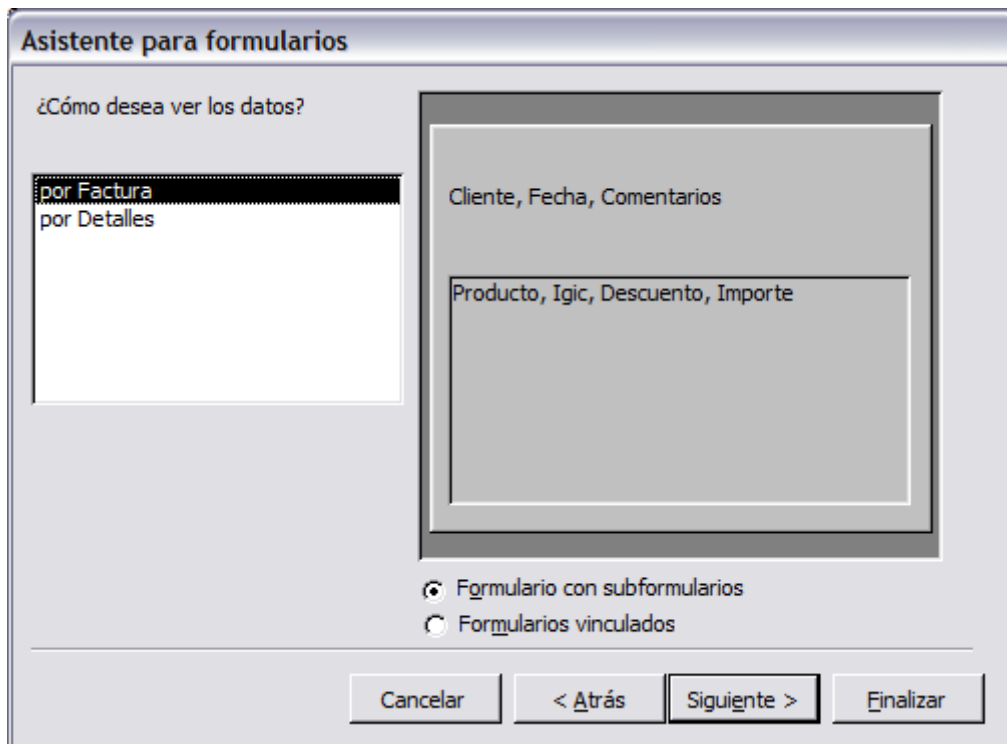 Asistente para formularios
¿Cómo desea ver los datos?
por Factura
por Detalles
Cliente, Fecha, Comentarios
Producto, Igic, Descuento, Importe
Formulario con subformularios
Formularios vinculados
Cancelar
< Atrás
Siguiente >
Finalizar